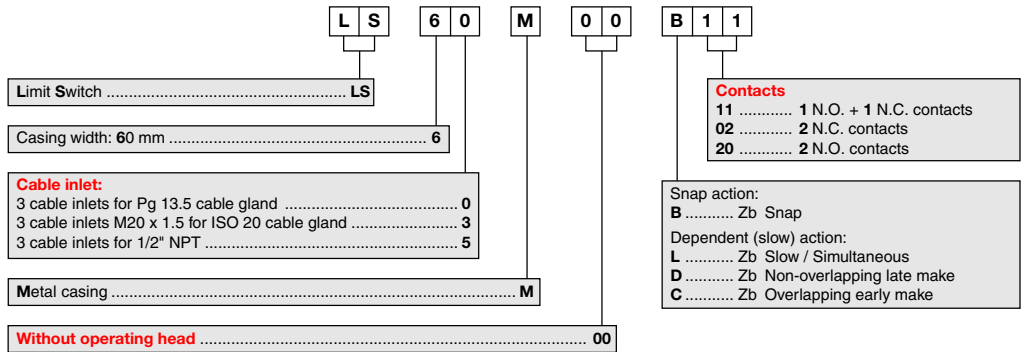 L S 6 0 M 0 0 B 1 1
Limit Switch ................................................ LS
Casing width: 60 mm .................................................... 6
Cable inlet:
3 cable inlets for Pg 13.5 cable gland ................................... 0
3 cable inlets M20 x 1.5 for ISO 20 cable gland ..................... 3
3 cable inlets for 1/2" NPT ................................................... 5
Metal casing ................................................................................. M
Without operating head .............................................................................. 00
Contacts
11 ............ 1 N.O. + 1 N.C. contacts
02 ............ 2 N.C. contacts
20 ............ 2 N.O. contacts
Snap action:
B .......... Zb Snap
Dependent (slow) action:
L ........... Zb Slow / Simultaneous
D .......... Zb Non-overlapping late make
C .......... Zb Overlapping early make